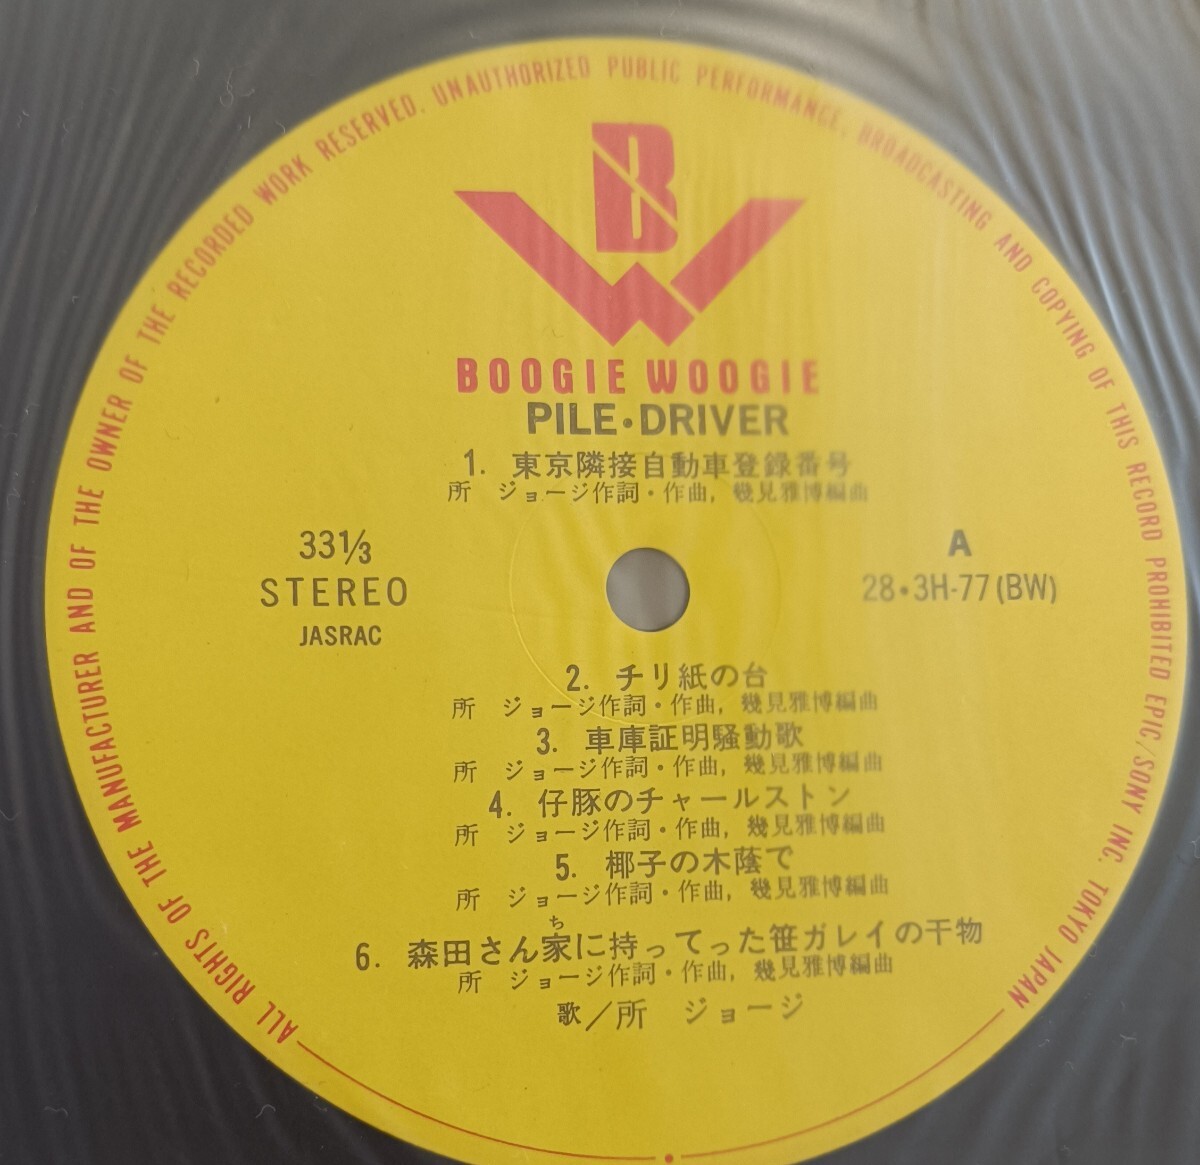 ALL RIGHTS OF THE MANUFACTURER AND OF THE OWNER OF THE RECORDED WORK RESERVED. UNAUTHORIZED PUBLIC PERFORMANCE, BROADCASTING AND COPYING OF THIS RECORD PROHIBITED EPIC/SONY INC. TOKYO JAPAN
BW
BOOGIE WOOGIE
PILE・DRIVER
1. 東京隣接自動車登録番号
所 ジョージ作詞・作曲, 幾見雅博編曲
33⅓
STEREO
JASRAC
A
28・3H-77(BW)
2. チリ紙の台
所 ジョージ作詞・作曲, 幾見雅博編曲
3. 車庫証明騒動歌
所 ジョージ作詞・作曲, 幾見雅博編曲
4. 仔豚のチャールストン
所 ジョージ作詞・作曲, 幾見雅博編曲
5. 椰子の木蔭で
所 ジョージ作詞・作曲, 幾見雅博編曲
ち
6. 森田さん家に持ってった笹ガレイの干物
所 ジョージ作詞・作曲, 幾見雅博編曲
歌／所 ジョージ